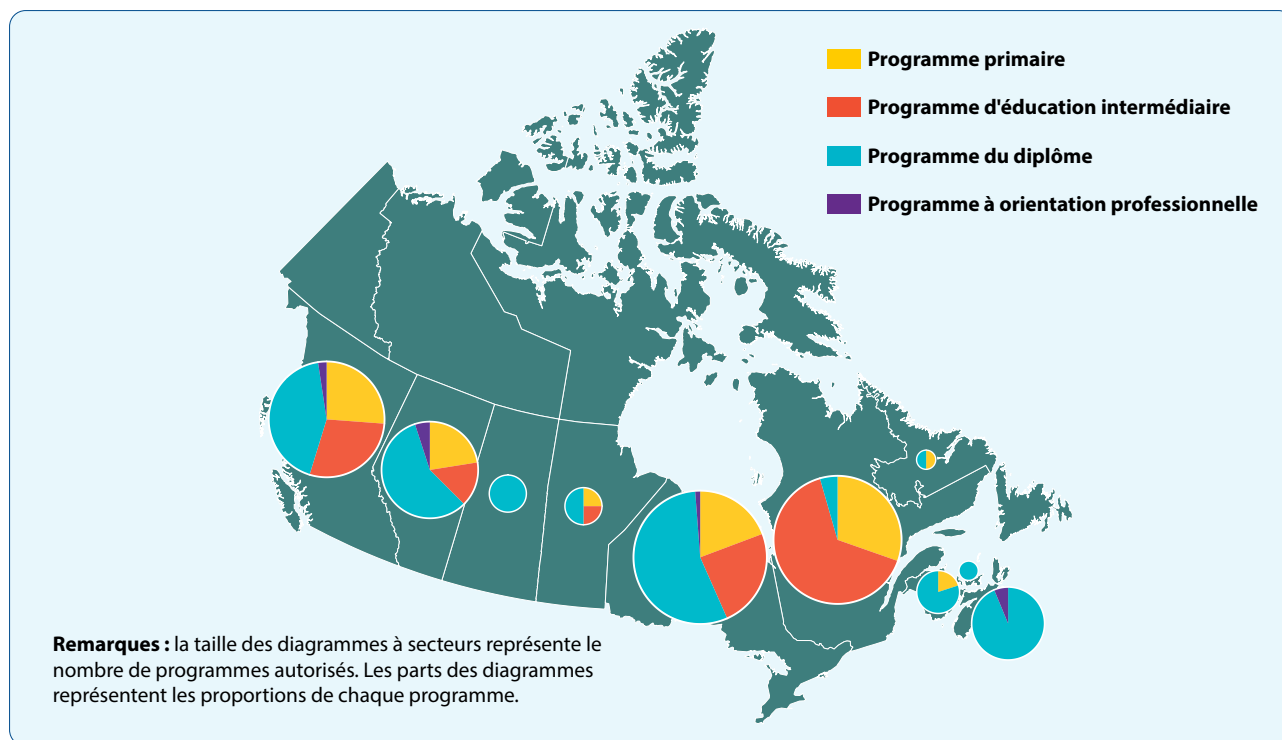 Programme primaire
Programme d'éducation intermédiaire
Programme du diplôme
Programme à orientation professionnelle
Remarques : la taille des diagrammes à secteurs représente le
nombre de programmes autorisés. Les parts des diagrammes
représentent les proportions de chaque programme.